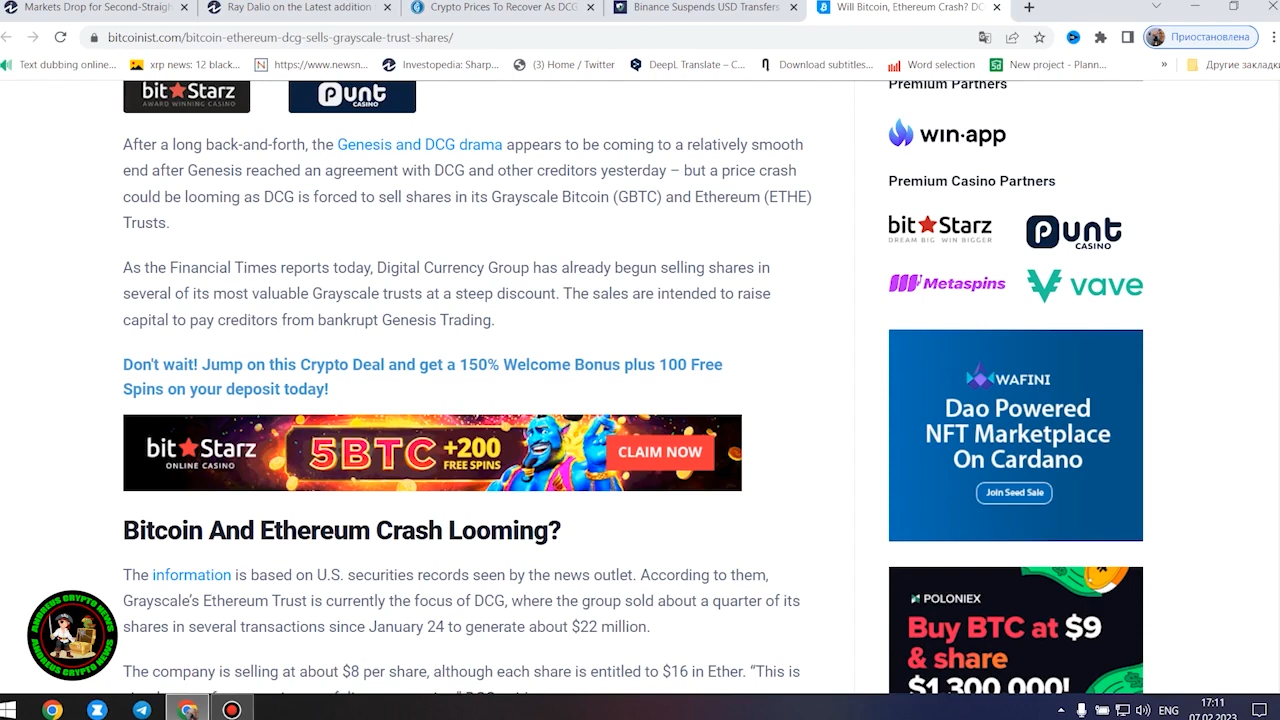 Markets Drop for Second-Straigh
Ray Dalio on the Latest addition
Crypto Prices To Recover As DCG
Binance Suspends USD Transfers
Will Bitcoin, Ethereum Crash? DC
bitcoinist.com/bitcoin-ethereum-dcg-sells-grayscale-trust-shares/
Приостановлена
Text dubbing online...
xrp news: 12 black...
https://www.newsn...
Investopedia: Sharp...
(3) Home / Twitter
DeepL Translate – C...
Download subtitles...
Word selection
New project - Plann...
»
Другие закладки
bitStarz
AWARD WINNING CASINO
Punt
CASINO
After a long back-and-forth, the Genesis and DCG drama appears to be coming to a relatively smooth
end after Genesis reached an agreement with DCG and other creditors yesterday – but a price crash
could be looming as DCG is forced to sell shares in its Grayscale Bitcoin (GBTC) and Ethereum (ETHE)
Trusts.
As the Financial Times reports today, Digital Currency Group has already begun selling shares in
several of its most valuable Grayscale trusts at a steep discount. The sales are intended to raise
capital to pay creditors from bankrupt Genesis Trading.
Don't wait! Jump on this Crypto Deal and get a 150% Welcome Bonus plus 100 Free
Spins on your deposit today!
bitStarz
ONLINE CASINO
5BTC +200
FREE SPINS
CLAIM NOW
Bitcoin And Ethereum Crash Looming?
The information is based on U.S. securities records seen by the news outlet. According to them,
Grayscale's Ethereum Trust is currently the focus of DCG, where the group sold about a quarter of its
shares in several transactions since January 24 to generate about $22 million.
The company is selling at about $8 per share, although each share is entitled to $16 in Ether. “This is
Premium Partners
win·app
Premium Casino Partners
bitStarz
DREAM BIG WIN BIGGER
Punt
CASINO
Metaspins
vave
WAFINI
Dao Powered
NFT Marketplace
On Cardano
Join Seed Sale
POLONIEX
Buy BTC at $9
& share
$1,300,000!
ANDREUS CRYPTO NEWS
ANDREUS CRYPTO NEWS
ENG
17:11
07.02.2023